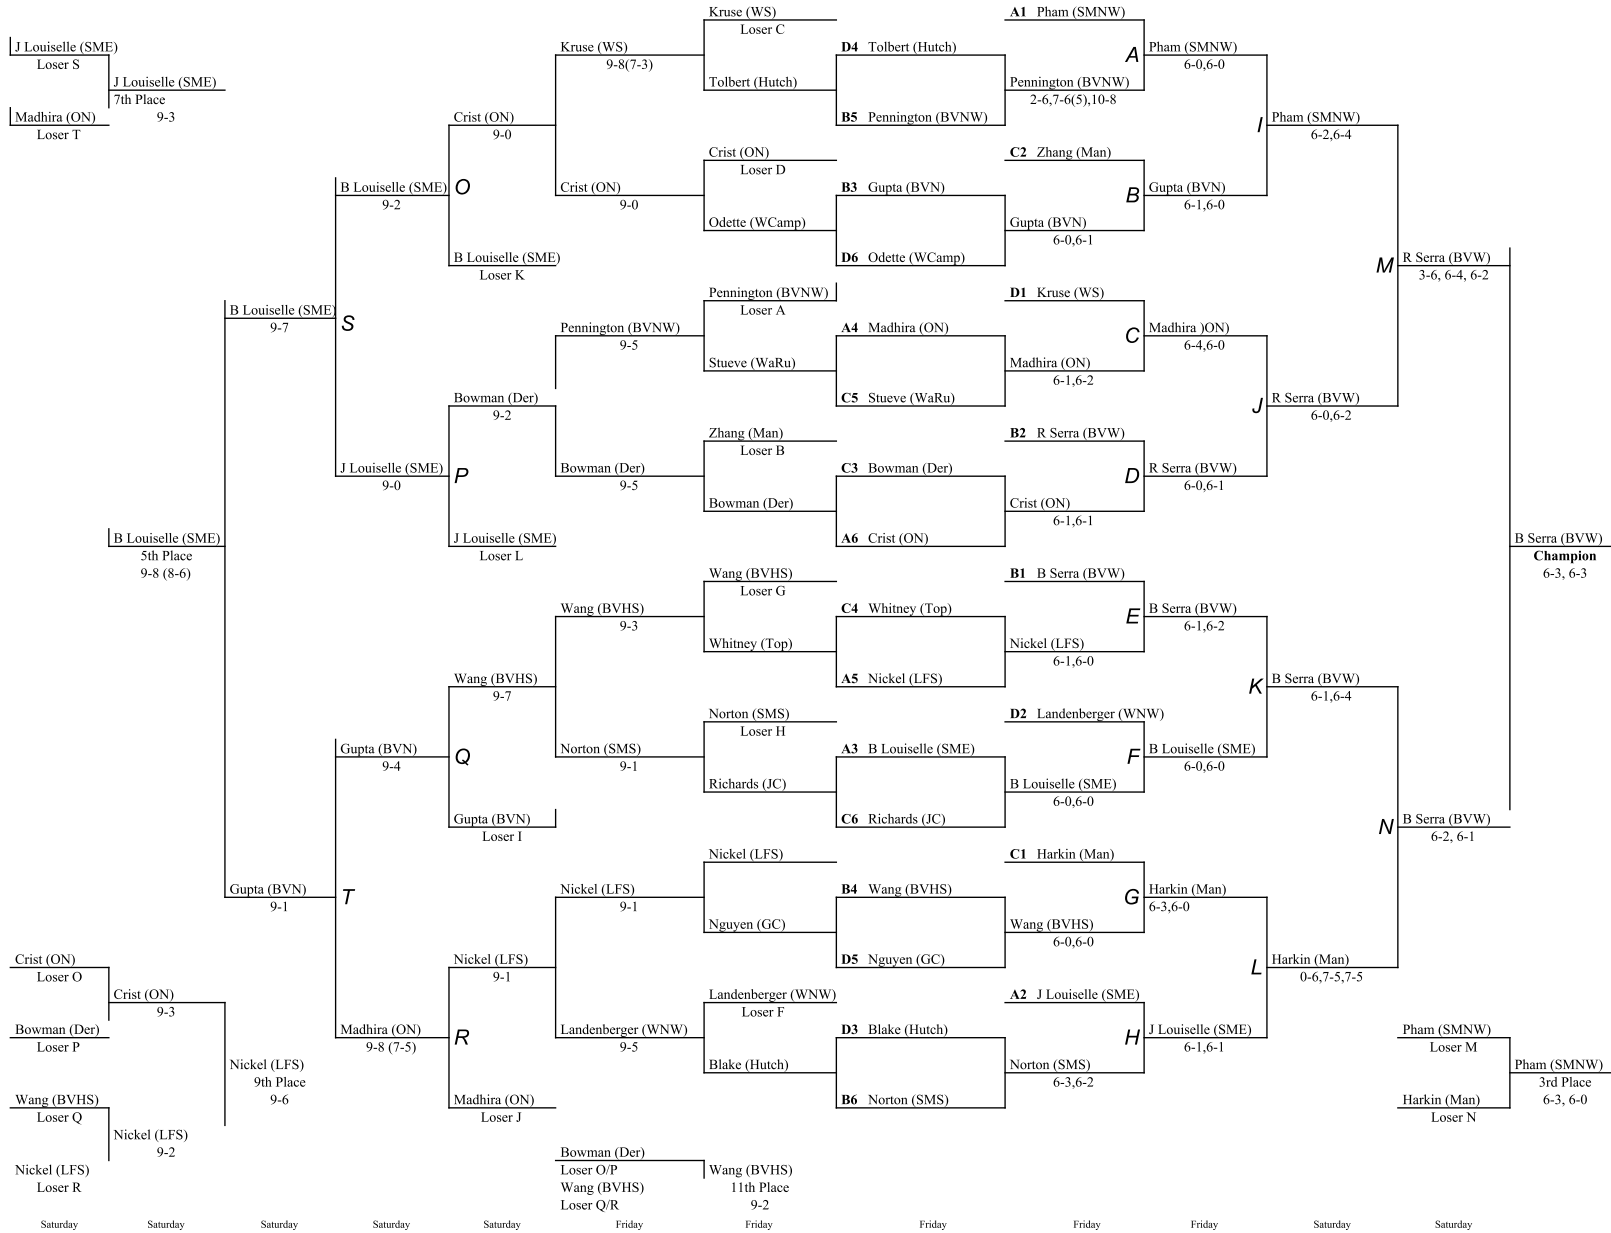 Kruse (WS)
A1 Pham (SMNW)
Loser C
J Louiselle (SME)
Kruse (WS)
D4 Tolbert (Hutch)
A
Pham (SMNW)
Loser S
9-8(7-3)
6-0,6-0
J Louiselle (SME)
Tolbert (Hutch)
Pennington (BVNW)
7th Place
2-6,7-6(5),10-8
Madhira (ON)
9-3
Crist (ON)
B5 Pennington (BVNW)
I
Pham (SMNW)
Loser T
9-0
6-2,6-4
Crist (ON)
C2 Zhang (Man)
Loser D
B Louiselle (SME)
O
Crist (ON)
B3 Gupta (BVN)
B
Gupta (BVN)
9-2
9-0
6-1,6-0
Odette (WCamp)
Gupta (BVN)
6-0,6-1
B Louiselle (SME)
D6 Odette (WCamp)
M
R Serra (BVW)
Loser K
3-6, 6-4, 6-2
Pennington (BVNW)
D1 Kruse (WS)
B Louiselle (SME)
Loser A
9-7
S
Pennington (BVNW)
A4 Madhira (ON)
C
Madhira )ON)
9-5
6-4,6-0
Stueve (WaRu)
Madhira (ON)
6-1,6-2
Bowman (Der)
C5 Stueve (WaRu)
J
R Serra (BVW)
9-2
6-0,6-2
Zhang (Man)
B2 R Serra (BVW)
Loser B
J Louiselle (SME)
P
Bowman (Der)
C3 Bowman (Der)
D
R Serra (BVW)
9-0
9-5
6-0,6-1
Bowman (Der)
Crist (ON)
6-1,6-1
B Louiselle (SME)
J Louiselle (SME)
A6 Crist (ON)
B Serra (BVW)
5th Place
Loser L
Champion
9-8 (8-6)
6-3, 6-3
Wang (BVHS)
B1 B Serra (BVW)
Loser G
Wang (BVHS)
C4 Whitney (Top)
E
B Serra (BVW)
9-3
6-1,6-2
Whitney (Top)
Nickel (LFS)
6-1,6-0
Wang (BVHS)
A5 Nickel (LFS)
K
B Serra (BVW)
9-7
6-1,6-4
Norton (SMS)
D2 Landenberger (WNW)
Loser H
Gupta (BVN)
Q
Norton (SMS)
A3 B Louiselle (SME)
F
B Louiselle (SME)
9-4
9-1
6-0,6-0
Richards (JC)
B Louiselle (SME)
6-0,6-0
Gupta (BVN)
C6 Richards (JC)
N
B Serra (BVW)
Loser I
6-2, 6-1
Nickel (LFS)
C1 Harkin (Man)
Gupta (BVN)
T
Nickel (LFS)
B4 Wang (BVHS)
G
Harkin (Man)
9-1
9-1
6-3,6-0
Nguyen (GC)
Wang (BVHS)
6-0,6-0
Crist (ON)
Nickel (LFS)
D5 Nguyen (GC)
L
Harkin (Man)
Loser O
9-1
0-6,7-5,7-5
Crist (ON)
Landenberger (WNW)
A2 J Louiselle (SME)
9-3
Loser F
Bowman (Der)
Madhira (ON)
R
Landenberger (WNW)
D3 Blake (Hutch)
H
J Louiselle (SME)
Pham (SMNW)
Loser P
9-8 (7-5)
9-5
6-1,6-1
Loser M
Nickel (LFS)
Blake (Hutch)
Norton (SMS)
Pham (SMNW)
9th Place
6-3,6-2
3rd Place
Wang (BVHS)
9-6
Madhira (ON)
B6 Norton (SMS)
Harkin (Man)
6-3, 6-0
Loser Q
Loser J
Loser N
Nickel (LFS)
9-2
Bowman (Der)
Nickel (LFS)
Loser O/P
Wang (BVHS)
Loser R
Wang (BVHS)
11th Place
Loser Q/R
9-2
Saturday Saturday Saturday Saturday Saturday Friday Friday Friday Friday Friday Saturday Saturday